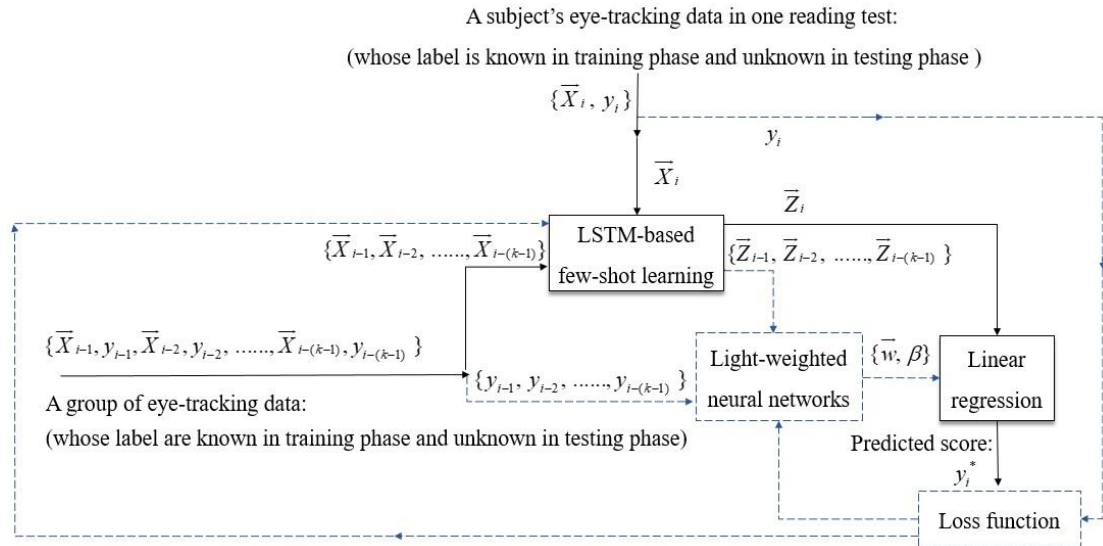 A subject's eye-tracking data in one reading test:
(whose label is known in training phase and unknown in testing phase )
{X⃗ᵢ, yᵢ}
yᵢ
X⃗ᵢ
Z⃗ᵢ
{X⃗ᵢ₋₁, X⃗ᵢ₋₂, ......, X⃗ᵢ₋₍ₖ₋₁₎}
LSTM-based
few-shot learning
{Z⃗ᵢ₋₁, Z⃗ᵢ₋₂, ......, Z⃗ᵢ₋₍ₖ₋₁₎ }
{X⃗ᵢ₋₁, yᵢ₋₁, X⃗ᵢ₋₂, yᵢ₋₂, ......, X⃗ᵢ₋₍ₖ₋₁₎, yᵢ₋₍ₖ₋₁₎ }
{yᵢ₋₁, yᵢ₋₂, ......, yᵢ₋₍ₖ₋₁₎ }
Light-weighted
neural networks
{w⃗, β}
Linear
regression
A group of eye-tracking data:
(whose label are known in training phase and unknown in testing phase)
Predicted score:
yᵢ*
Loss function